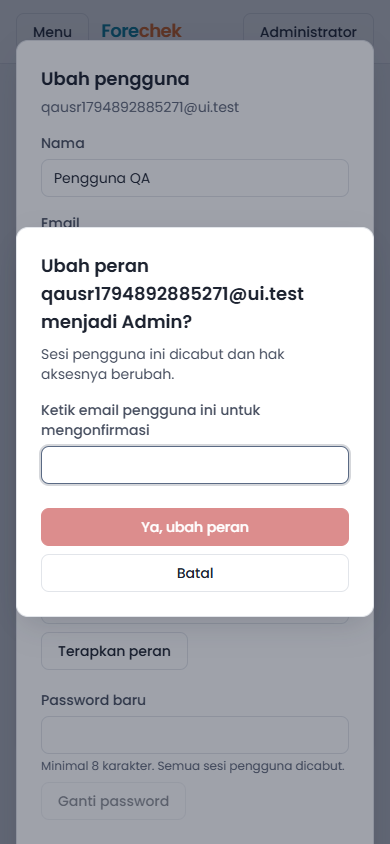 Menu
Forechek
Administrator
Ubah pengguna
qausr1794892885271@ui.test
Nama
Pengguna QA
Email
Ubah peran
qausr1794892885271@ui.test
menjadi Admin?
Sesi pengguna ini dicabut dan hak
aksesnya berubah.
Ketik email pengguna ini untuk
mengonfirmasi
Ya, ubah peran
Batal
Terapkan peran
Password baru
Minimal 8 karakter. Semua sesi pengguna dicabut.
Ganti password